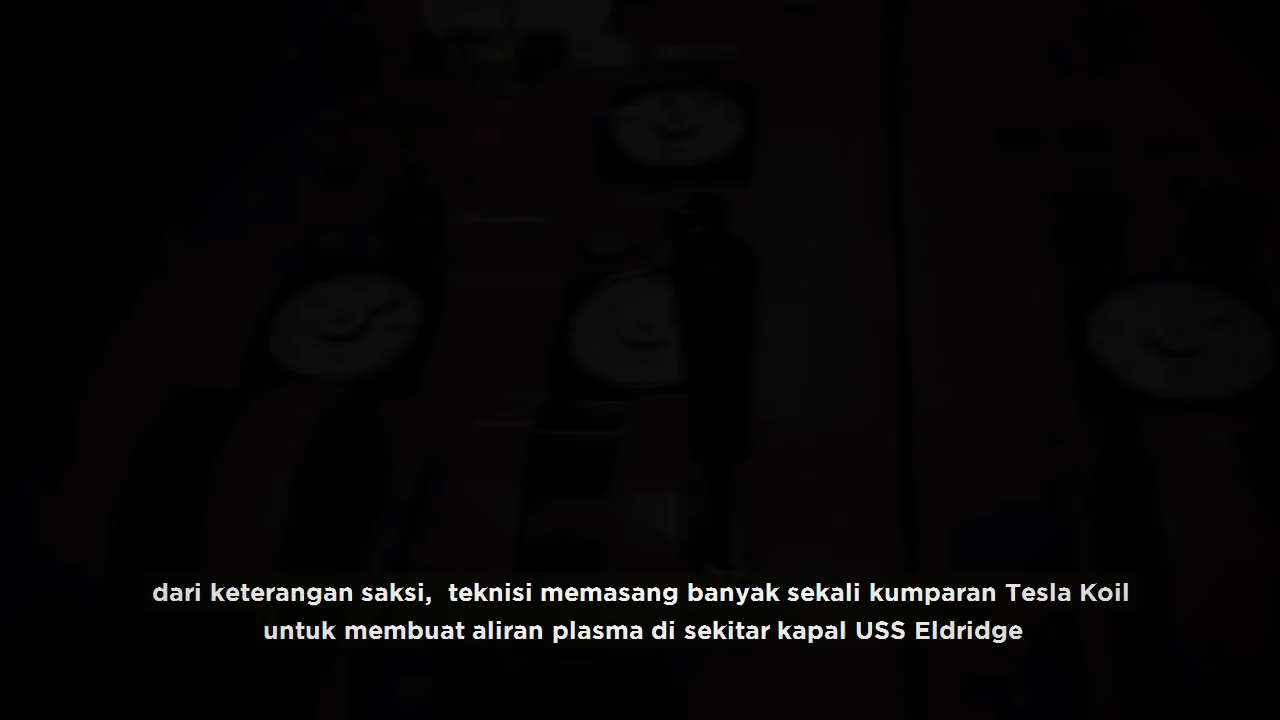 dari keterangan saksi,  teknisi memasang banyak sekali kumparan Tesla Koil
untuk membuat aliran plasma di sekitar kapal USS Eldridge